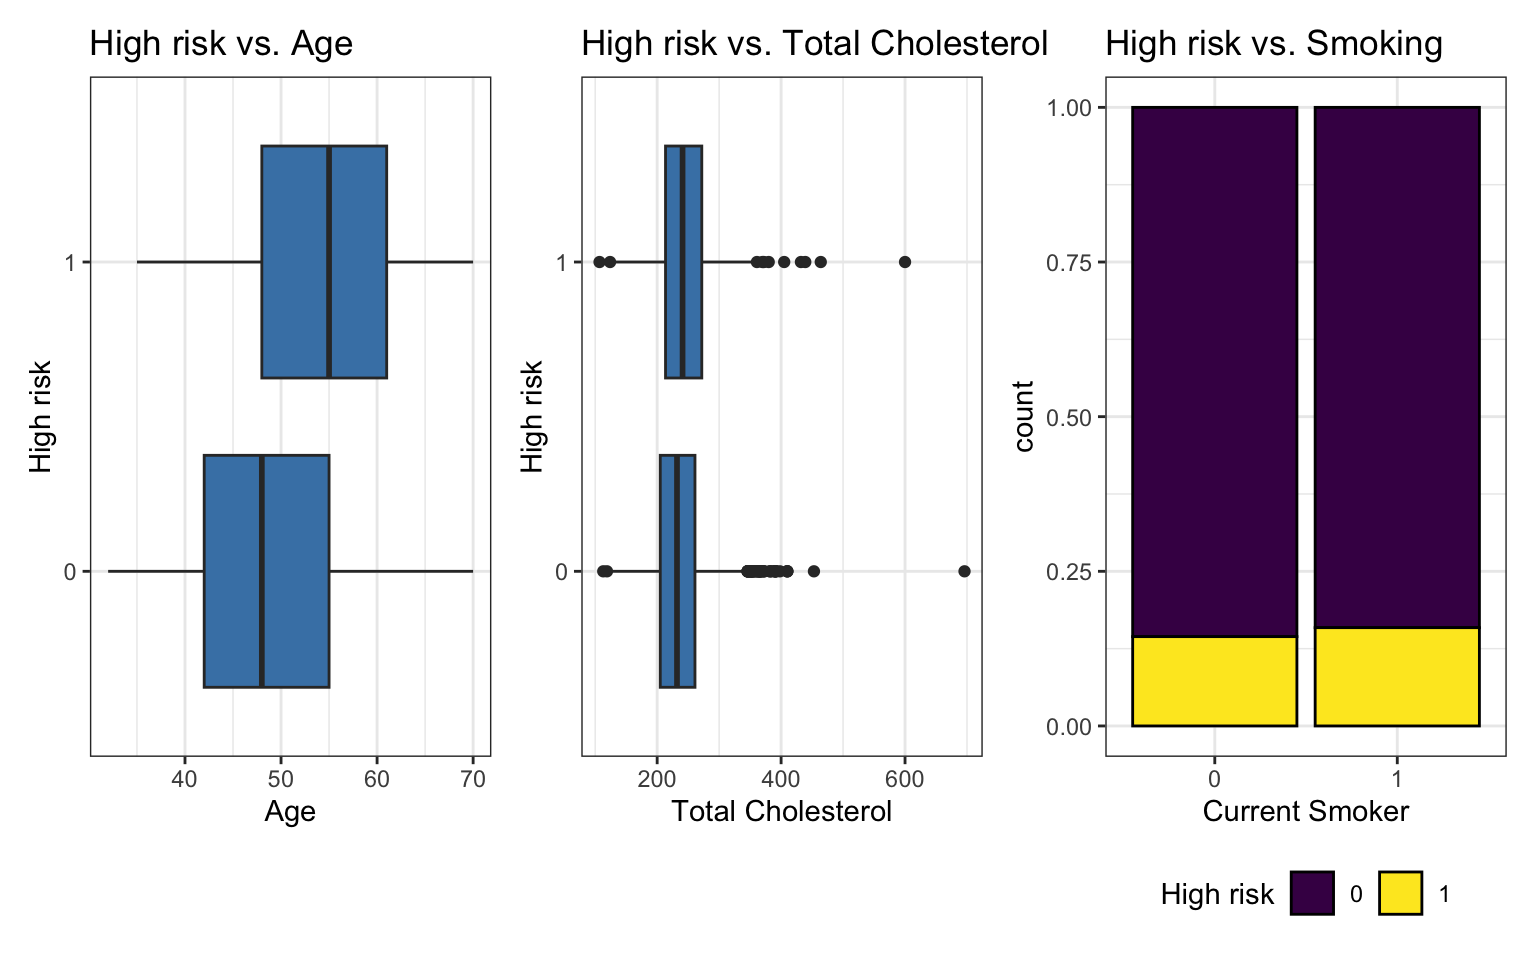 High risk vs. Age
High risk
1
0
40 50 60 70
Age
High risk vs. Total Cholesterol
High risk
1
0
200 400 600
Total Cholesterol
High risk vs. Smoking
count
1.00
0.75
0.50
0.25
0.00
0 1
Current Smoker
High risk 0 1